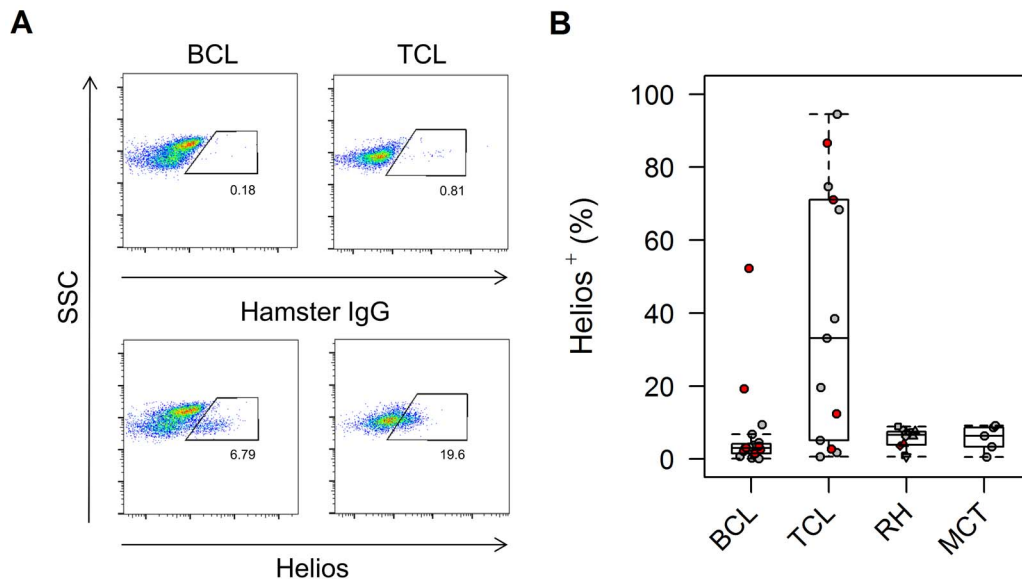 A
BCL
TCL
0.18
0.81
Hamster IgG
SSC
6.79
19.6
Helios
B
100
80
60
40
20
0
Helios + (%)
BCL
TCL
RH
MCT